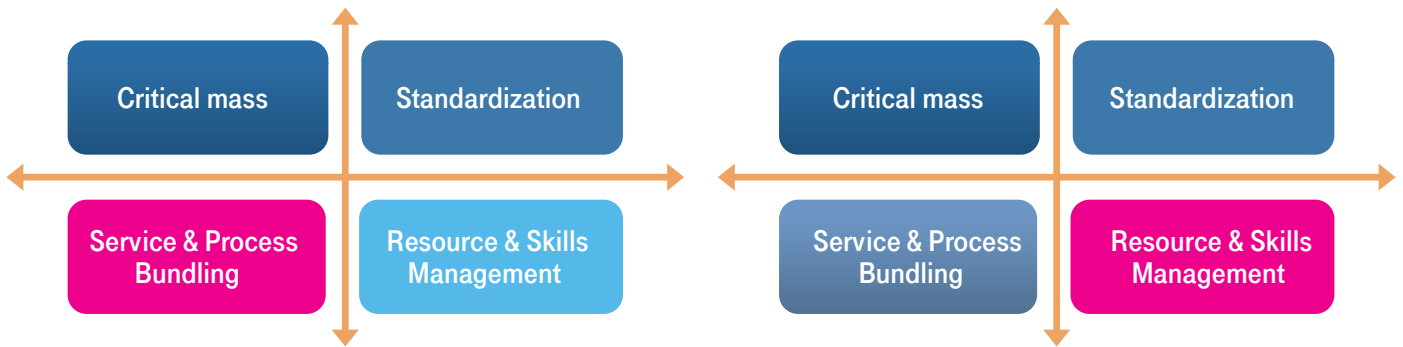 Critical mass
Standardization
Service & Process
Bundling
Resource & Skills
Management
Critical mass
Standardization
Service & Process
Bundling
Resource & Skills
Management